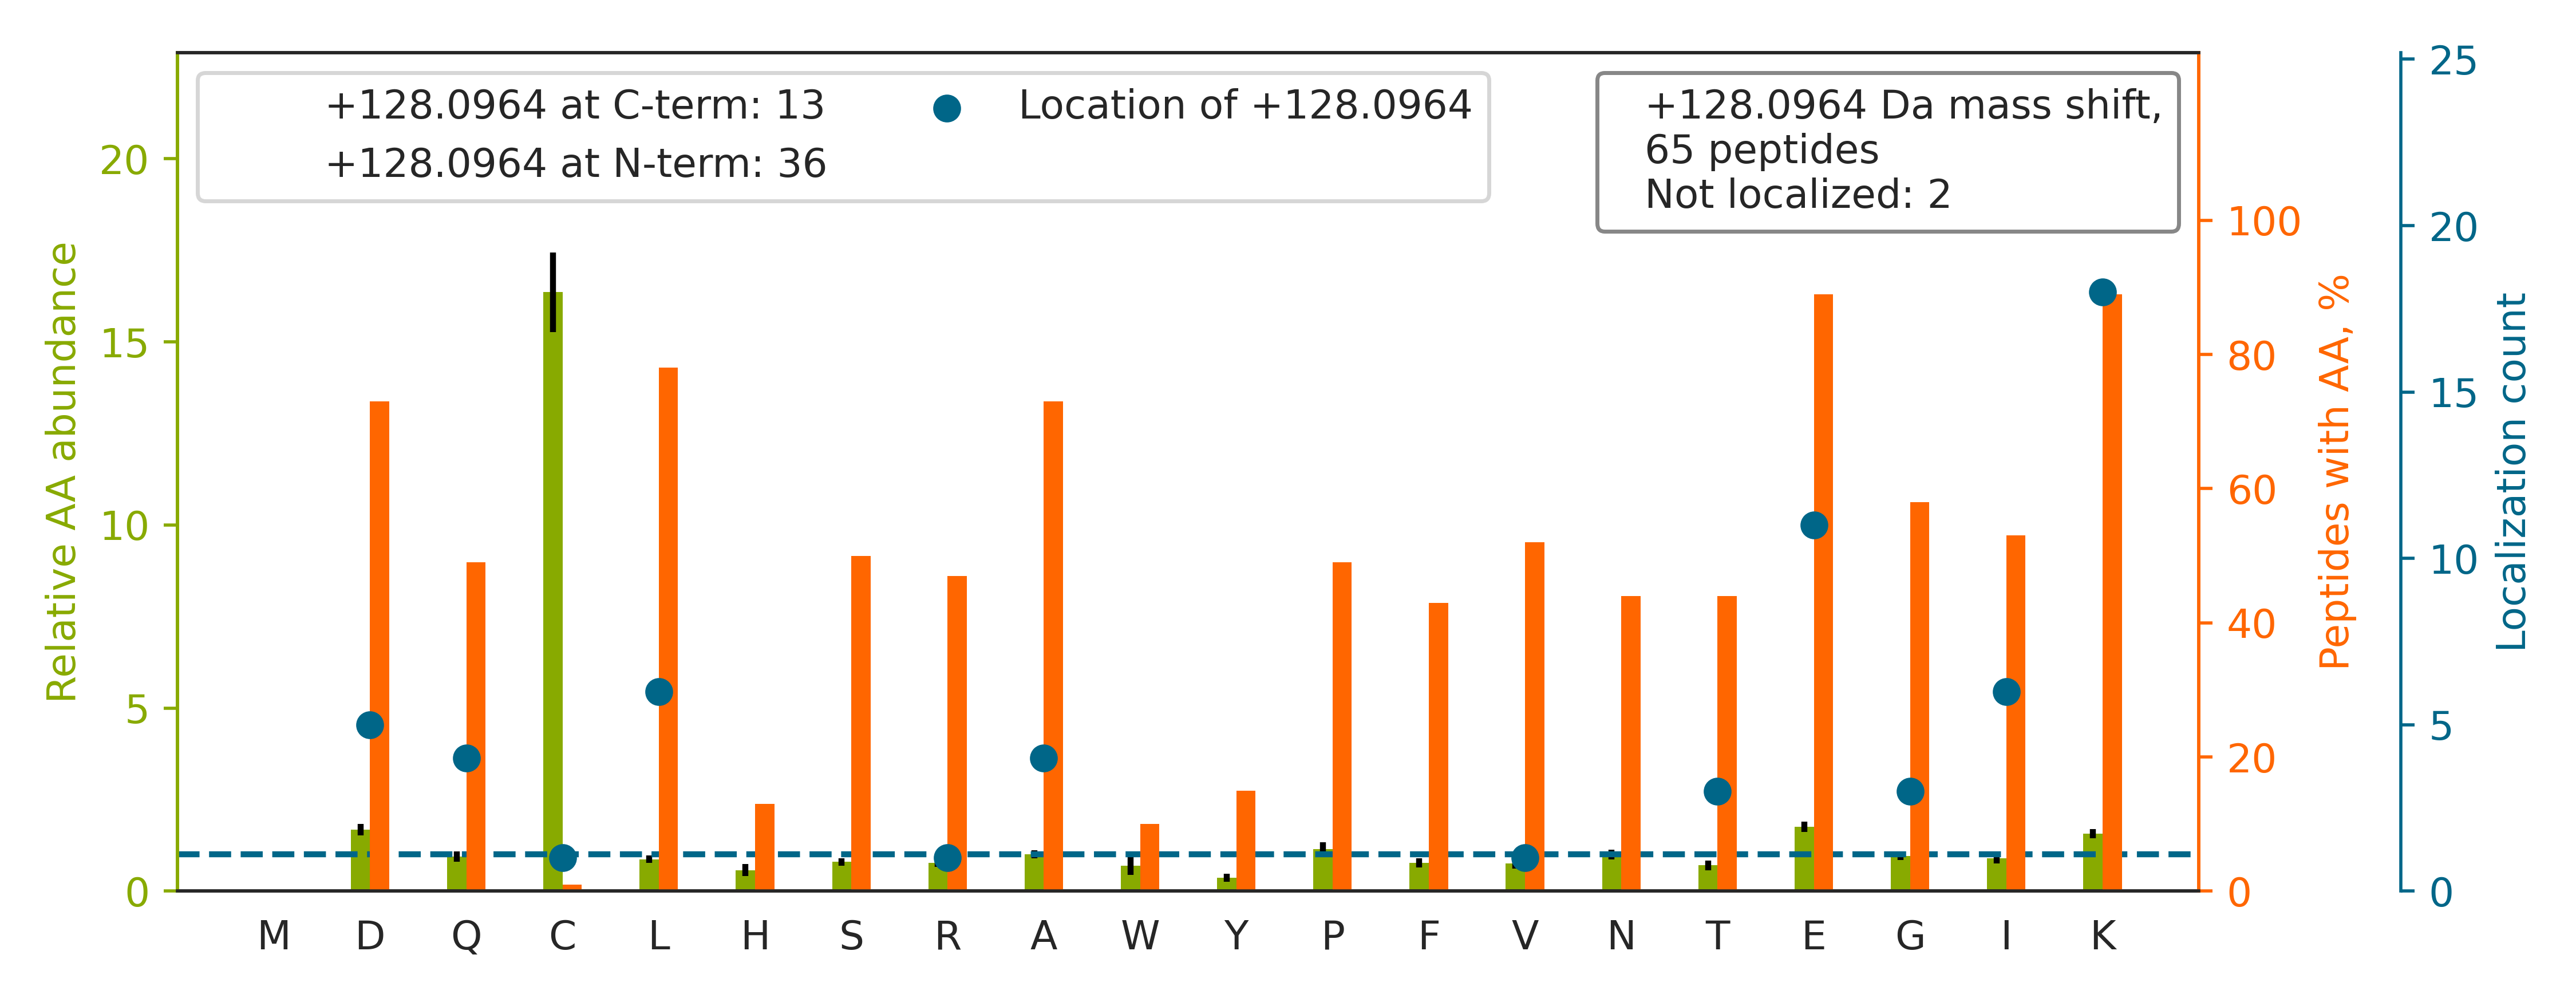 +128.0964 at C-term: 13
+128.0964 at N-term: 36
Location of +128.0964
+128.0964 Da mass shift,
65 peptides
Not localized: 2
Relative AA abundance
20
15
10
5
0
100
80
60
40
20
0
Peptides with AA, %
25
20
15
10
5
0
Localization count
M D Q C L H S R A W Y P F V N T E G I K